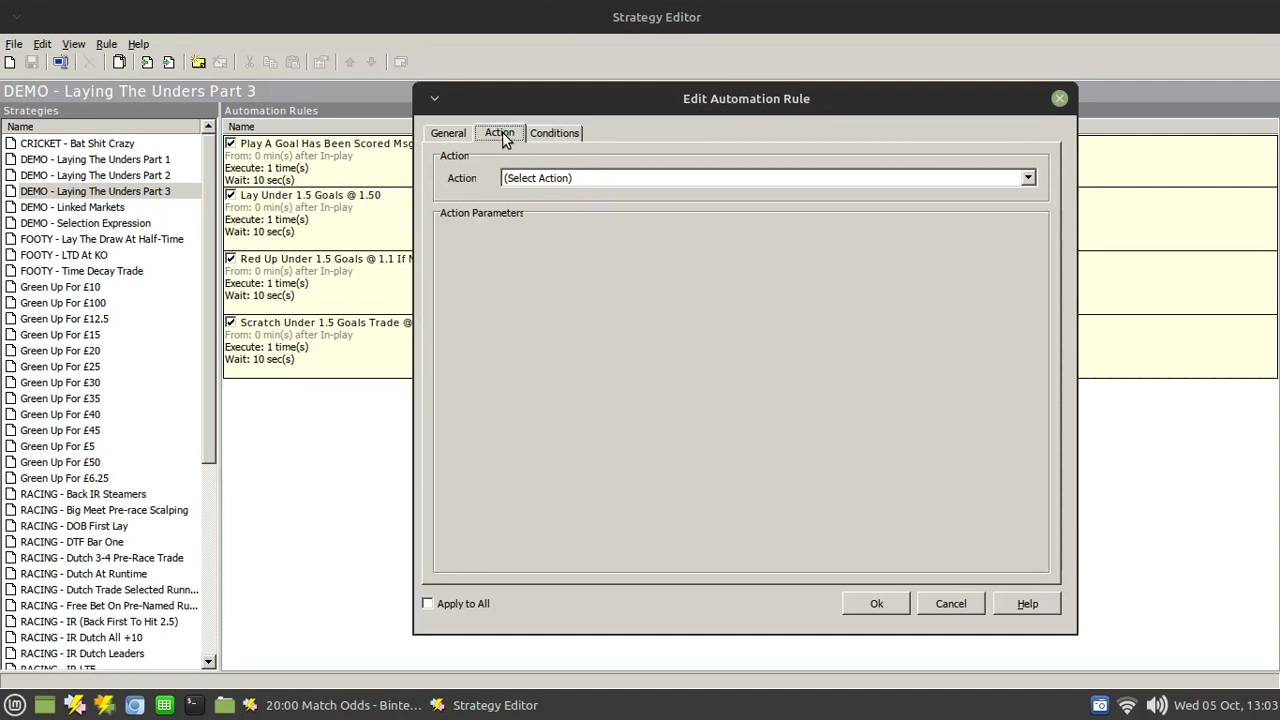 Strategy Editor
File Edit View Rule Help
DEMO - Laying The Unders Part 3
Strategies
Name
CRICKET - Bat Shit Crazy
DEMO - Laying The Unders Part 1
DEMO - Laying The Unders Part 2
DEMO - Laying The Unders Part 3
DEMO - Linked Markets
DEMO - Selection Expression
FOOTY - Lay The Draw At Half-Time
FOOTY - LTD At KO
FOOTY - Time Decay Trade
Green Up For £10
Green Up For £100
Green Up For £12.5
Green Up For £15
Green Up For £20
Green Up For £25
Green Up For £30
Green Up For £35
Green Up For £40
Green Up For £45
Green Up For £5
Green Up For £50
Green Up For £6.25
RACING - Back IR Steamers
RACING - Big Meet Pre-race Scalping
RACING - DOB First Lay
RACING - DTF Bar One
RACING - Dutch 3-4 Pre-Race Trade
RACING - Dutch At Runtime
RACING - Dutch Trade Selected Runn...
RACING - Free Bet On Pre-Named Ru...
RACING - IR (Back First To Hit 2.5)
RACING - IR Dutch All +10
RACING - IR Dutch Leaders
RACING - IR LTF
Automation Rules
Name
Play A Goal Has Been Scored Msg
From: 0 min(s) after In-play
Execute: 1 time(s)
Wait: 10 sec(s)
Lay Under 1.5 Goals @ 1.50
From: 0 min(s) after In-play
Execute: 1 time(s)
Wait: 10 sec(s)
Red Up Under 1.5 Goals @ 1.1 If
From: 0 min(s) after In-play
Execute: 1 time(s)
Wait: 10 sec(s)
Scratch Under 1.5 Goals Trade @
From: 0 min(s) after In-play
Execute: 1 time(s)
Wait: 10 sec(s)
Edit Automation Rule
General Action Conditions
Action
Action (Select Action)
Action Parameters
Apply to All Ok Cancel Help
20:00 Match Odds - Binte... Strategy Editor Wed 05 Oct, 13:03